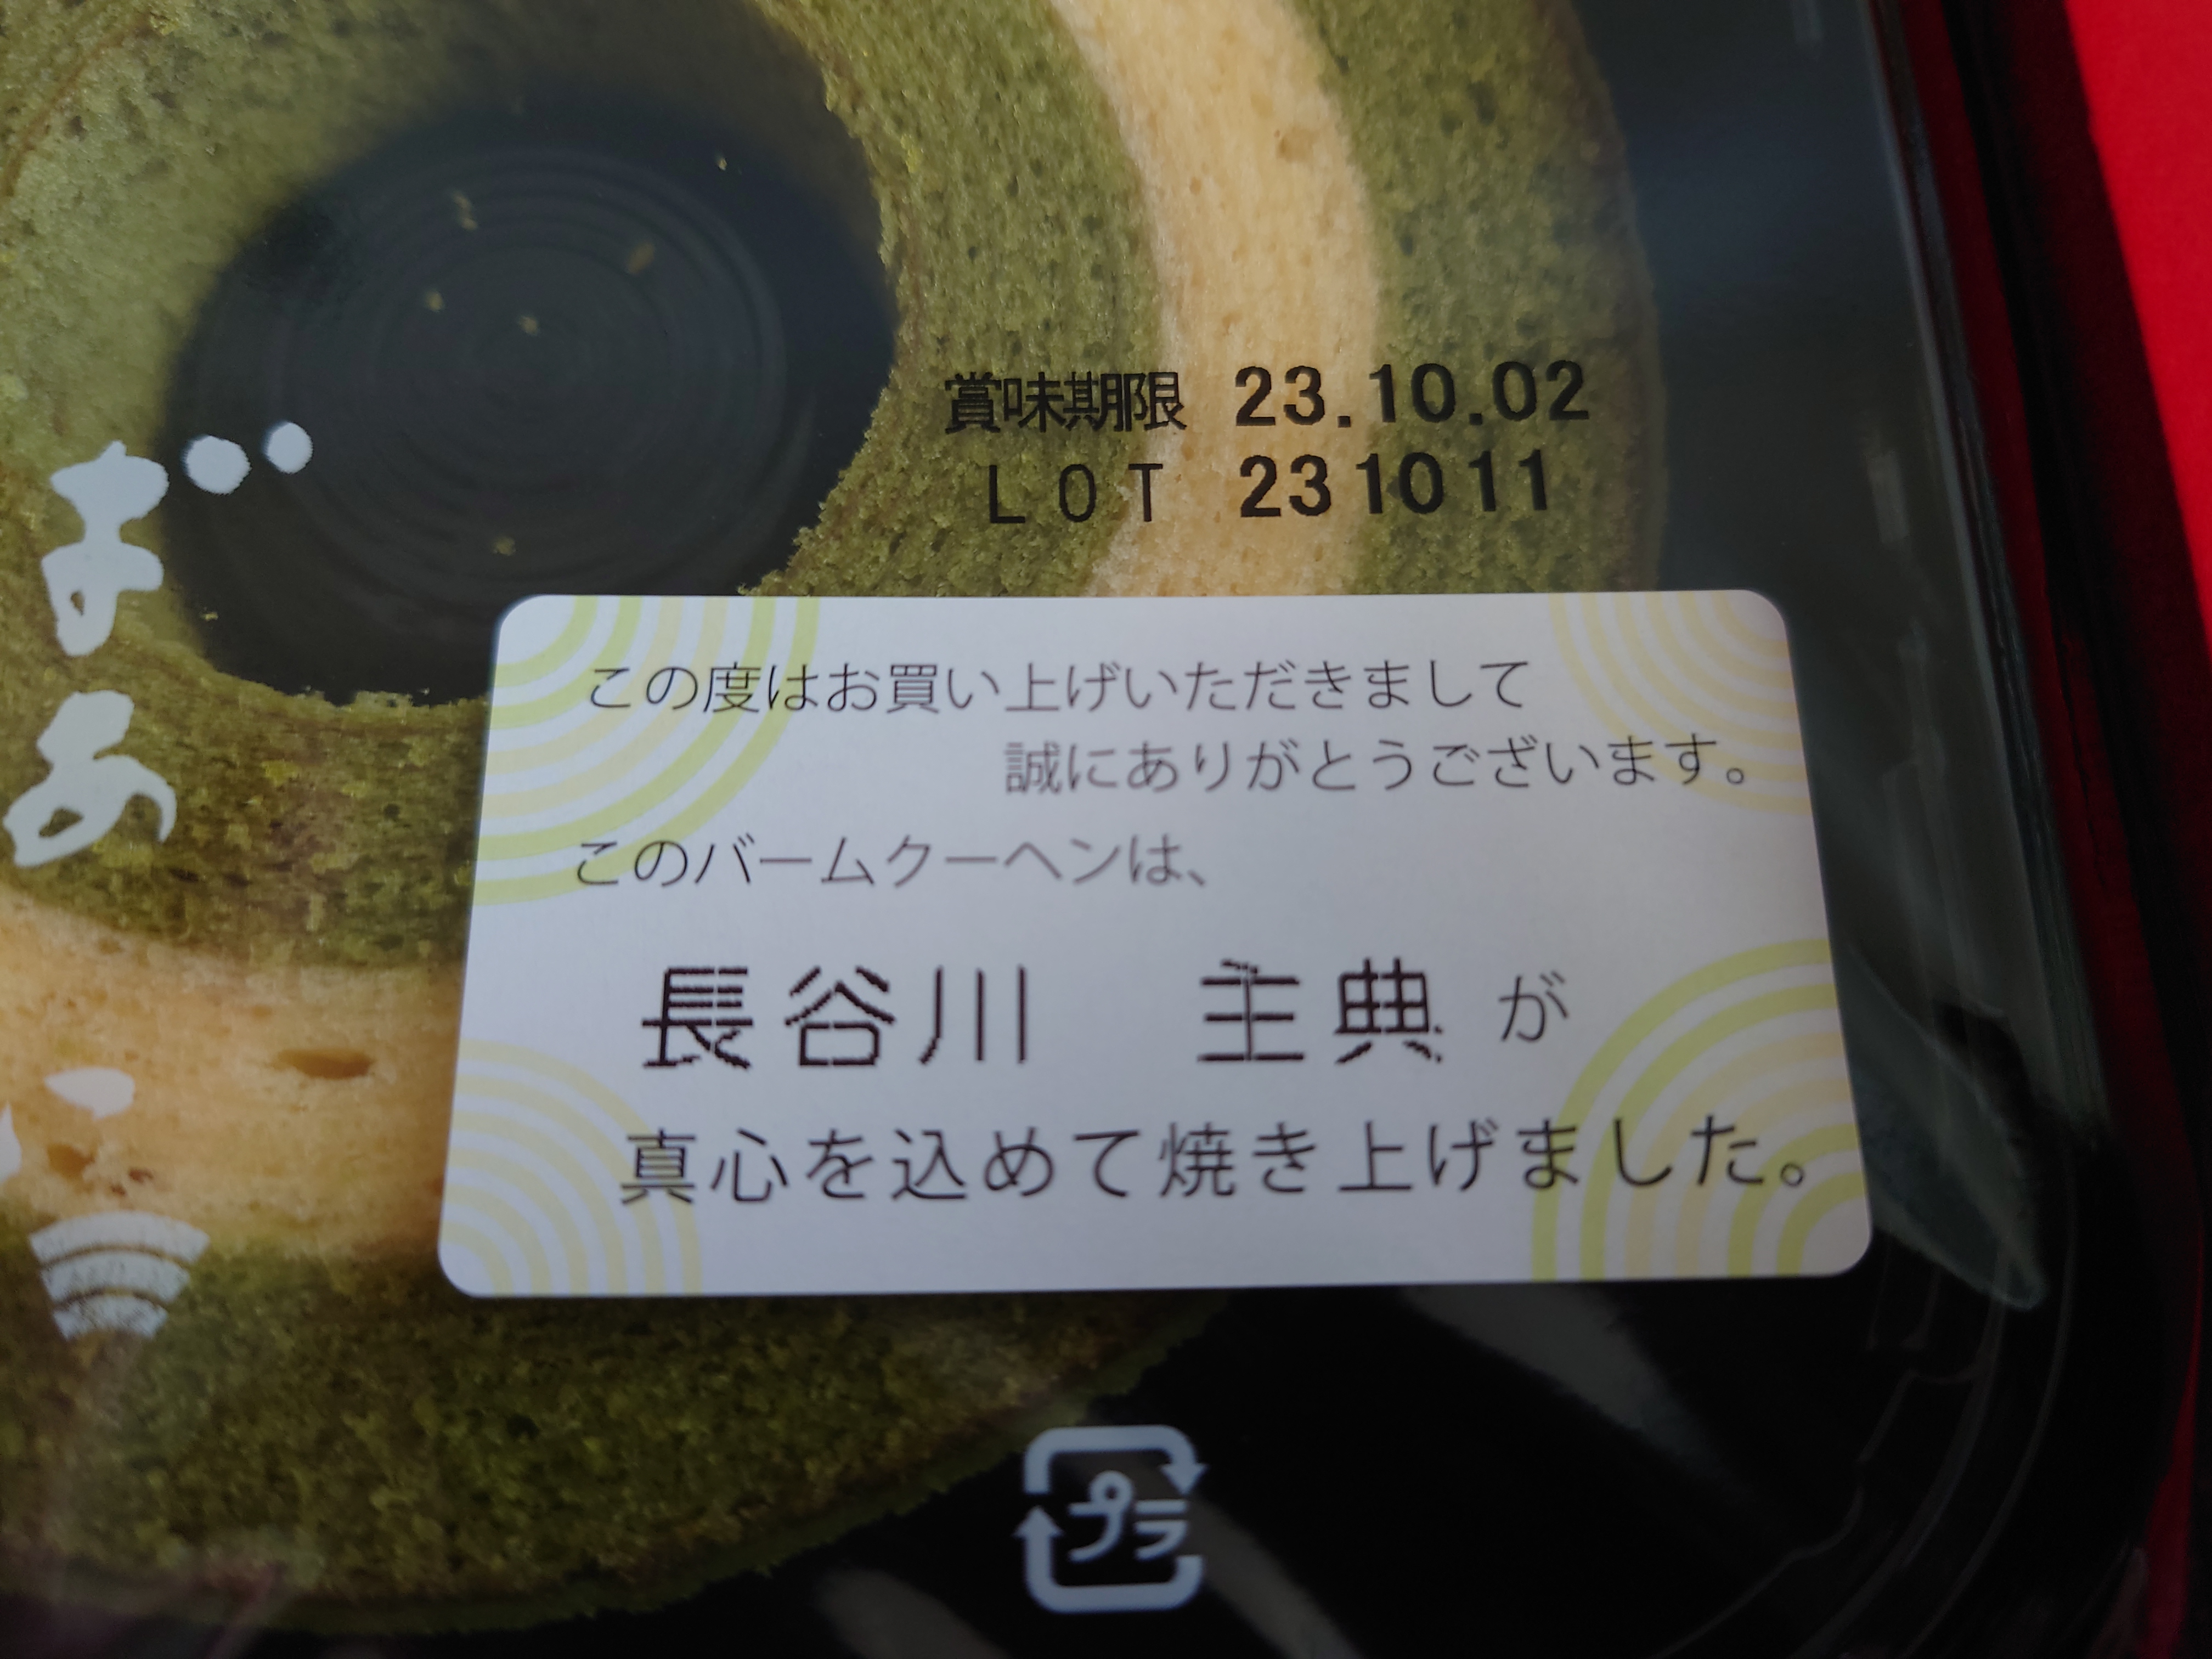 賞味期限 23.10.02
LOT 231011
この度はお買い上げいただきまして
誠にありがとうございます。
このバームクーヘンは、
長谷川 主典 が
真心を込めて焼き上げました。
プラ